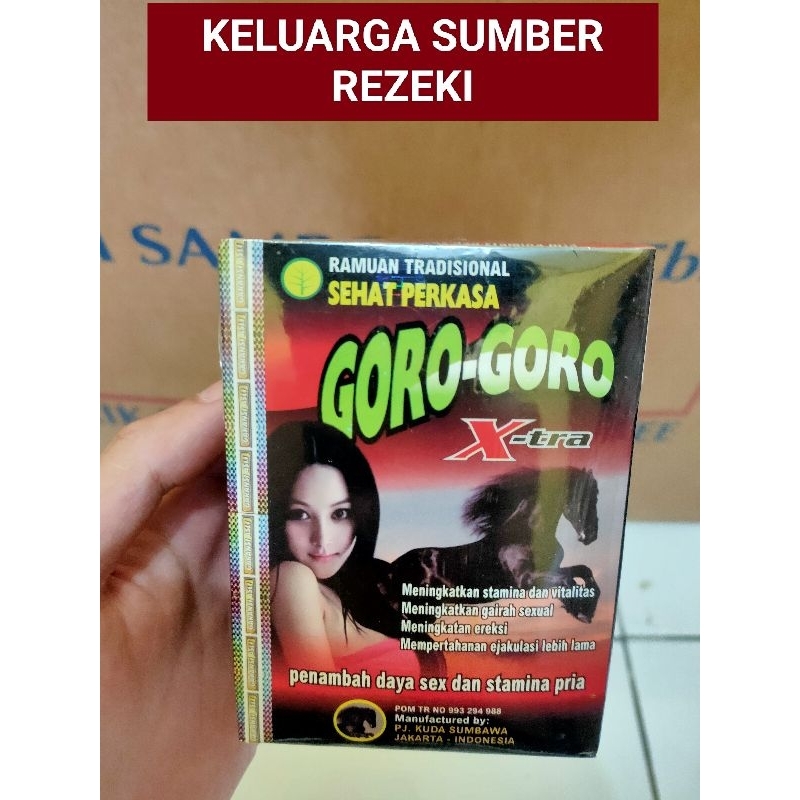 KELUARGA SUMBER
REZEKI
A SAMB
RAMUAN TRADISIONAL
SEHAT PERKASA
GORO-GORO
X-tra
Meningkatkan stamina dan vitalitas
Meningkatkan gairah sexual
Meningkatan ereksi
Mempertahanan ejakulasi lebih lama
penambah daya sex dan stamina pria
POM TR NO 993 294 988
Manufactured by:
PJ. KUDA SUMBAWA
JAKARTA - INDONESIA